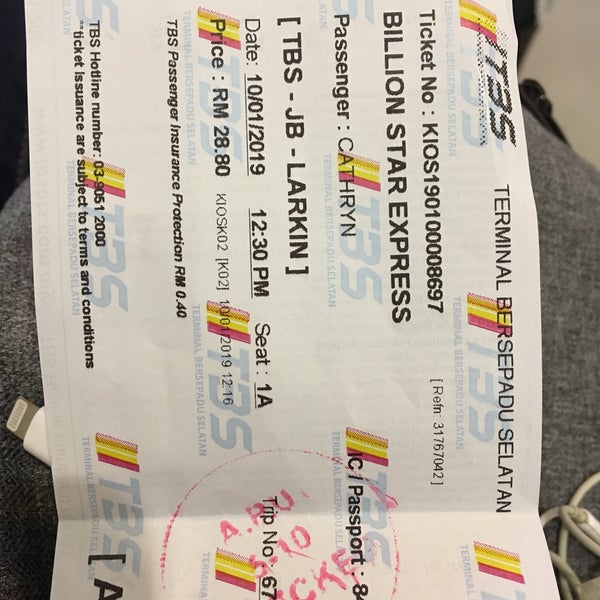 TBS
TERMINAL BERSEPADU SELATAN
Ticket No : KIOS190100008697
[ Refn: 31767042 ]
BILLION STAR EXPRESS
Passenger : CATHRYN
IC / Passport : 84
[ TBS - JB - LARKIN ]
Date: 10/01/2019 12:30 PM Seat : 1A Trip No : 67
Price : RM 28.80 KIOSK02 [K02] 10/01/2019 12:16
TBS Passenger Insurance Protection RM 0.40
TBS Hotline number: 03-9051 2000
**ticket issuance are subject to terms and conditions
[ A